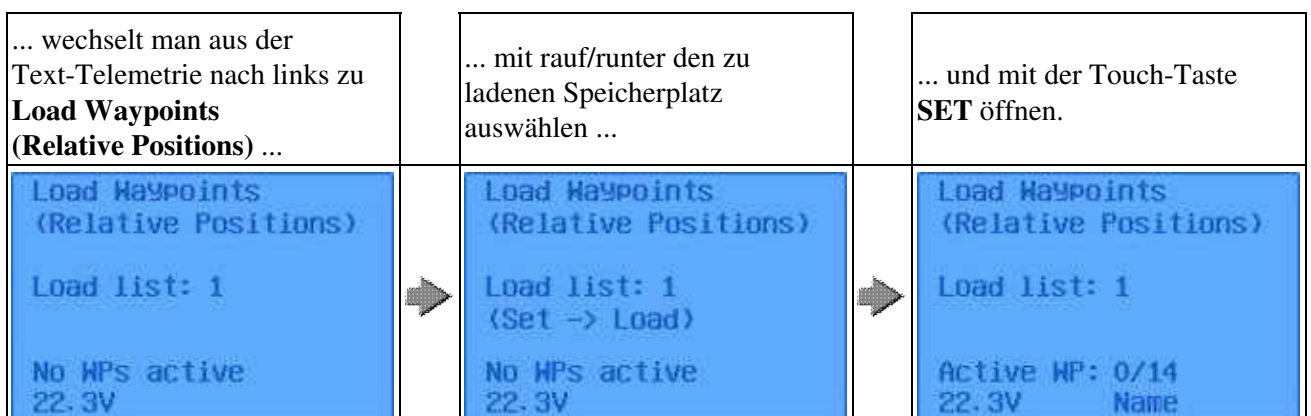 ... wechselt man aus der
Text-Telemetrie nach links zu
Load Waypoints
(Relative Positions) ...
... mit rauf/runter den zu
ladenen Speicherplatz
auswählen ...
... und mit der Touch-Taste
SET öffnen.
Load Waypoints
(Relative Positions)
Load list: 1
No WPs active
22.3V
Load Waypoints
(Relative Positions)
Load list: 1
(Set -> Load)
No WPs active
22.3V
Load Waypoints
(Relative Positions)
Load list: 1
Active WP: 0/14
22.3V Name